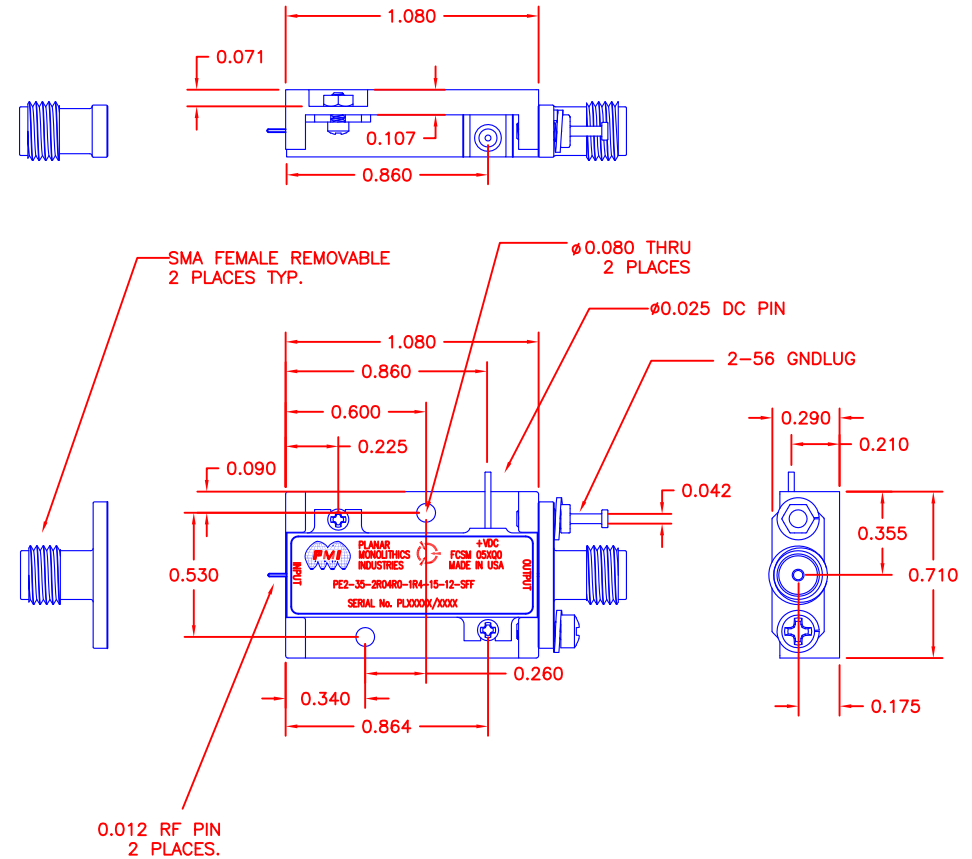 1.080
0.071
0.107
0.860
SMA FEMALE REMOVABLE
2 PLACES TYP.
ø0.080 THRU
2 PLACES
ø0.025 DC PIN
2-56 GNDLUG
1.080
0.860
0.600
0.225
0.090
0.530
0.042
0.290
0.210
0.355
0.710
0.175
PMI
PLANAR
MONOLITHICS
INDUSTRIES
+VDC
FCSM 05XQ0
MADE IN USA
INPUT
OUTPUT
PE2-35-2R04R0-1R4-15-12-SFF
SERIAL No. PLXXXXX/XXXX
0.260
0.340
0.864
0.012 RF PIN
2 PLACES.